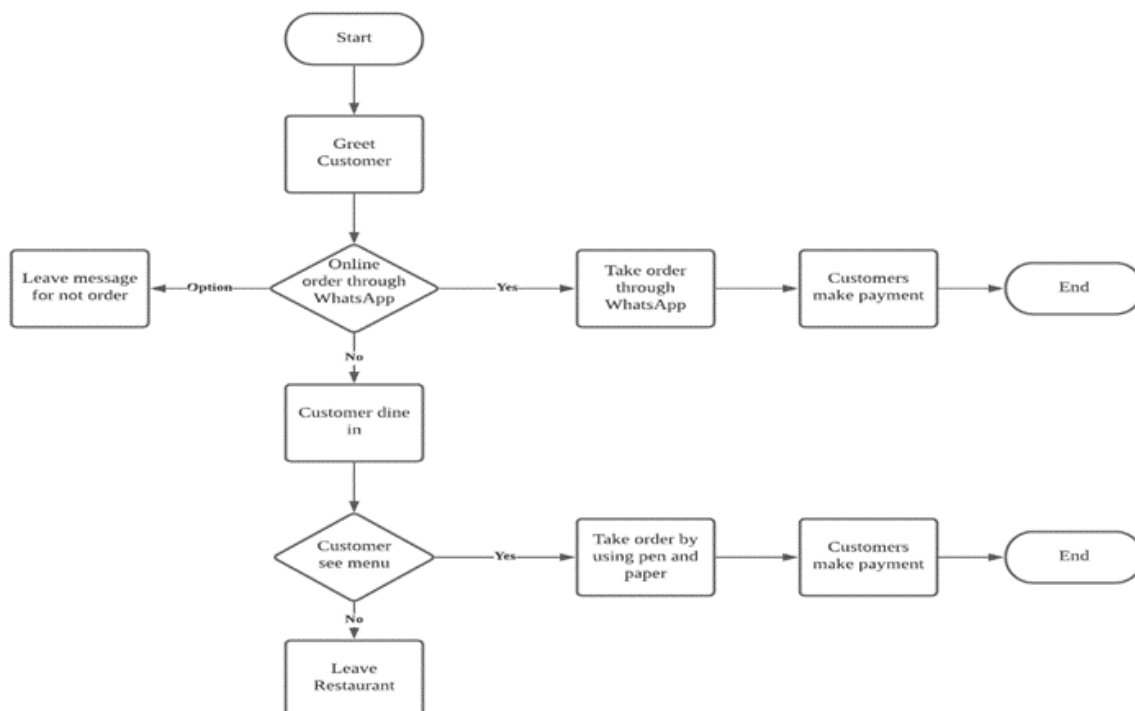 Start
Greet
Customer
Online
order through
WhatsApp
Option
Leave message
for not order
Yes
Take order
through
WhatsApp
Customers
make payment
End
No
Customer dine
in
Customer
see menu
Yes
Take order by
using pen and
paper
Customers
make payment
End
No
Leave
Restaurant